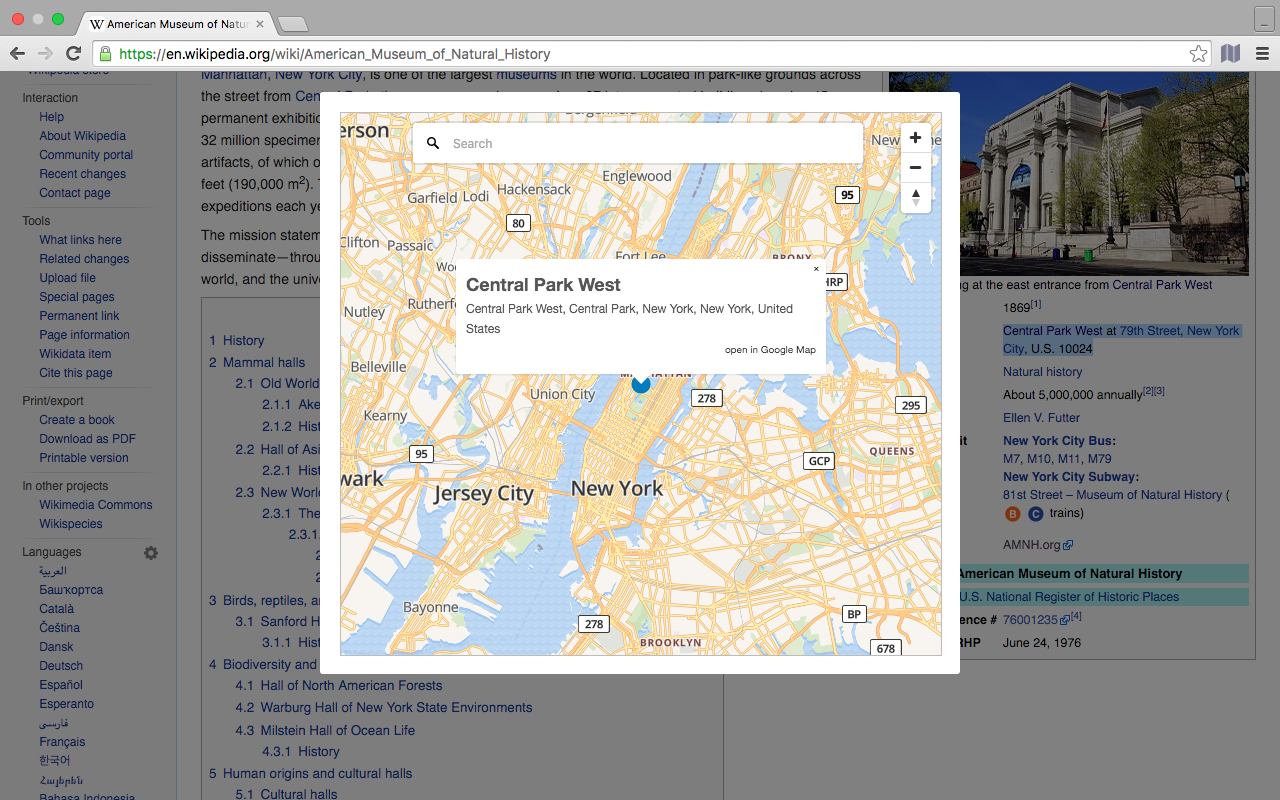 American Museum of Natur
https://en.wikipedia.org/wiki/American_Museum_of_Natural_History
Wikipedia store
Interaction
Help
About Wikipedia
Community portal
Recent changes
Contact page
Tools
What links here
Related changes
Upload file
Special pages
Permanent link
Page information
Wikidata item
Cite this page
Print/export
Create a book
Download as PDF
Printable version
In other projects
Wikimedia Commons
Wikispecies
Languages
العربية
Башҡортса
Català
Čeština
Dansk
Deutsch
Español
Esperanto
فارسی
Français
한국어
Հայերեն
Bahasa Indonesia
Manhattan, New York City, is one of the largest museums in the world. Located in park-like grounds across
the street from Cen
permanent exhibitio
32 million specimen
artifacts, of which o
feet (190,000 m²). T
expeditions each ye
The mission statem
disseminate—throu
world, and the unive
1 History
2 Mammal halls
2.1 Old World
2.1.1 Ake
2.1.2 Hist
2.2 Hall of Asi
2.2.1 Hist
2.3 New World
2.3.1 The
2.3.1.
2
2
3 Birds, reptiles, a
3.1 Sanford H
3.1.1 Hist
4 Biodiversity and
4.1 Hall of North American Forests
4.2 Warburg Hall of New York State Environments
4.3 Milstein Hall of Ocean Life
4.3.1 History
5 Human origins and cultural halls
5.1 Cultural halls
Search
erson
Englewood
Hackensack
Garfield Lodi
95
80
Clifton
Passaic
Fort Lee
BRONX
Woo
HRP
Rutherfo
Nutley
Central Park West
Central Park West, Central Park, New York, New York, United
States
open in Google Map
×
MANHATTAN
Belleville
Union City
278
295
Kearny
95
GCP
QUEENS
wark
Jersey City
New York
Bayonne
278
BP
BROOKLYN
678
g at the east entrance from Central Park West
1869[1]
Central Park West at 79th Street, New York
City, U.S. 10024
Natural history
About 5,000,000 annually[2][3]
Ellen V. Futter
it
New York City Bus:
M7, M10, M11, M79
New York City Subway:
81st Street – Museum of Natural History (
B C trains)
AMNH.org
American Museum of Natural History
U.S. National Register of Historic Places
ence # 76001235[4]
RHP June 24, 1976